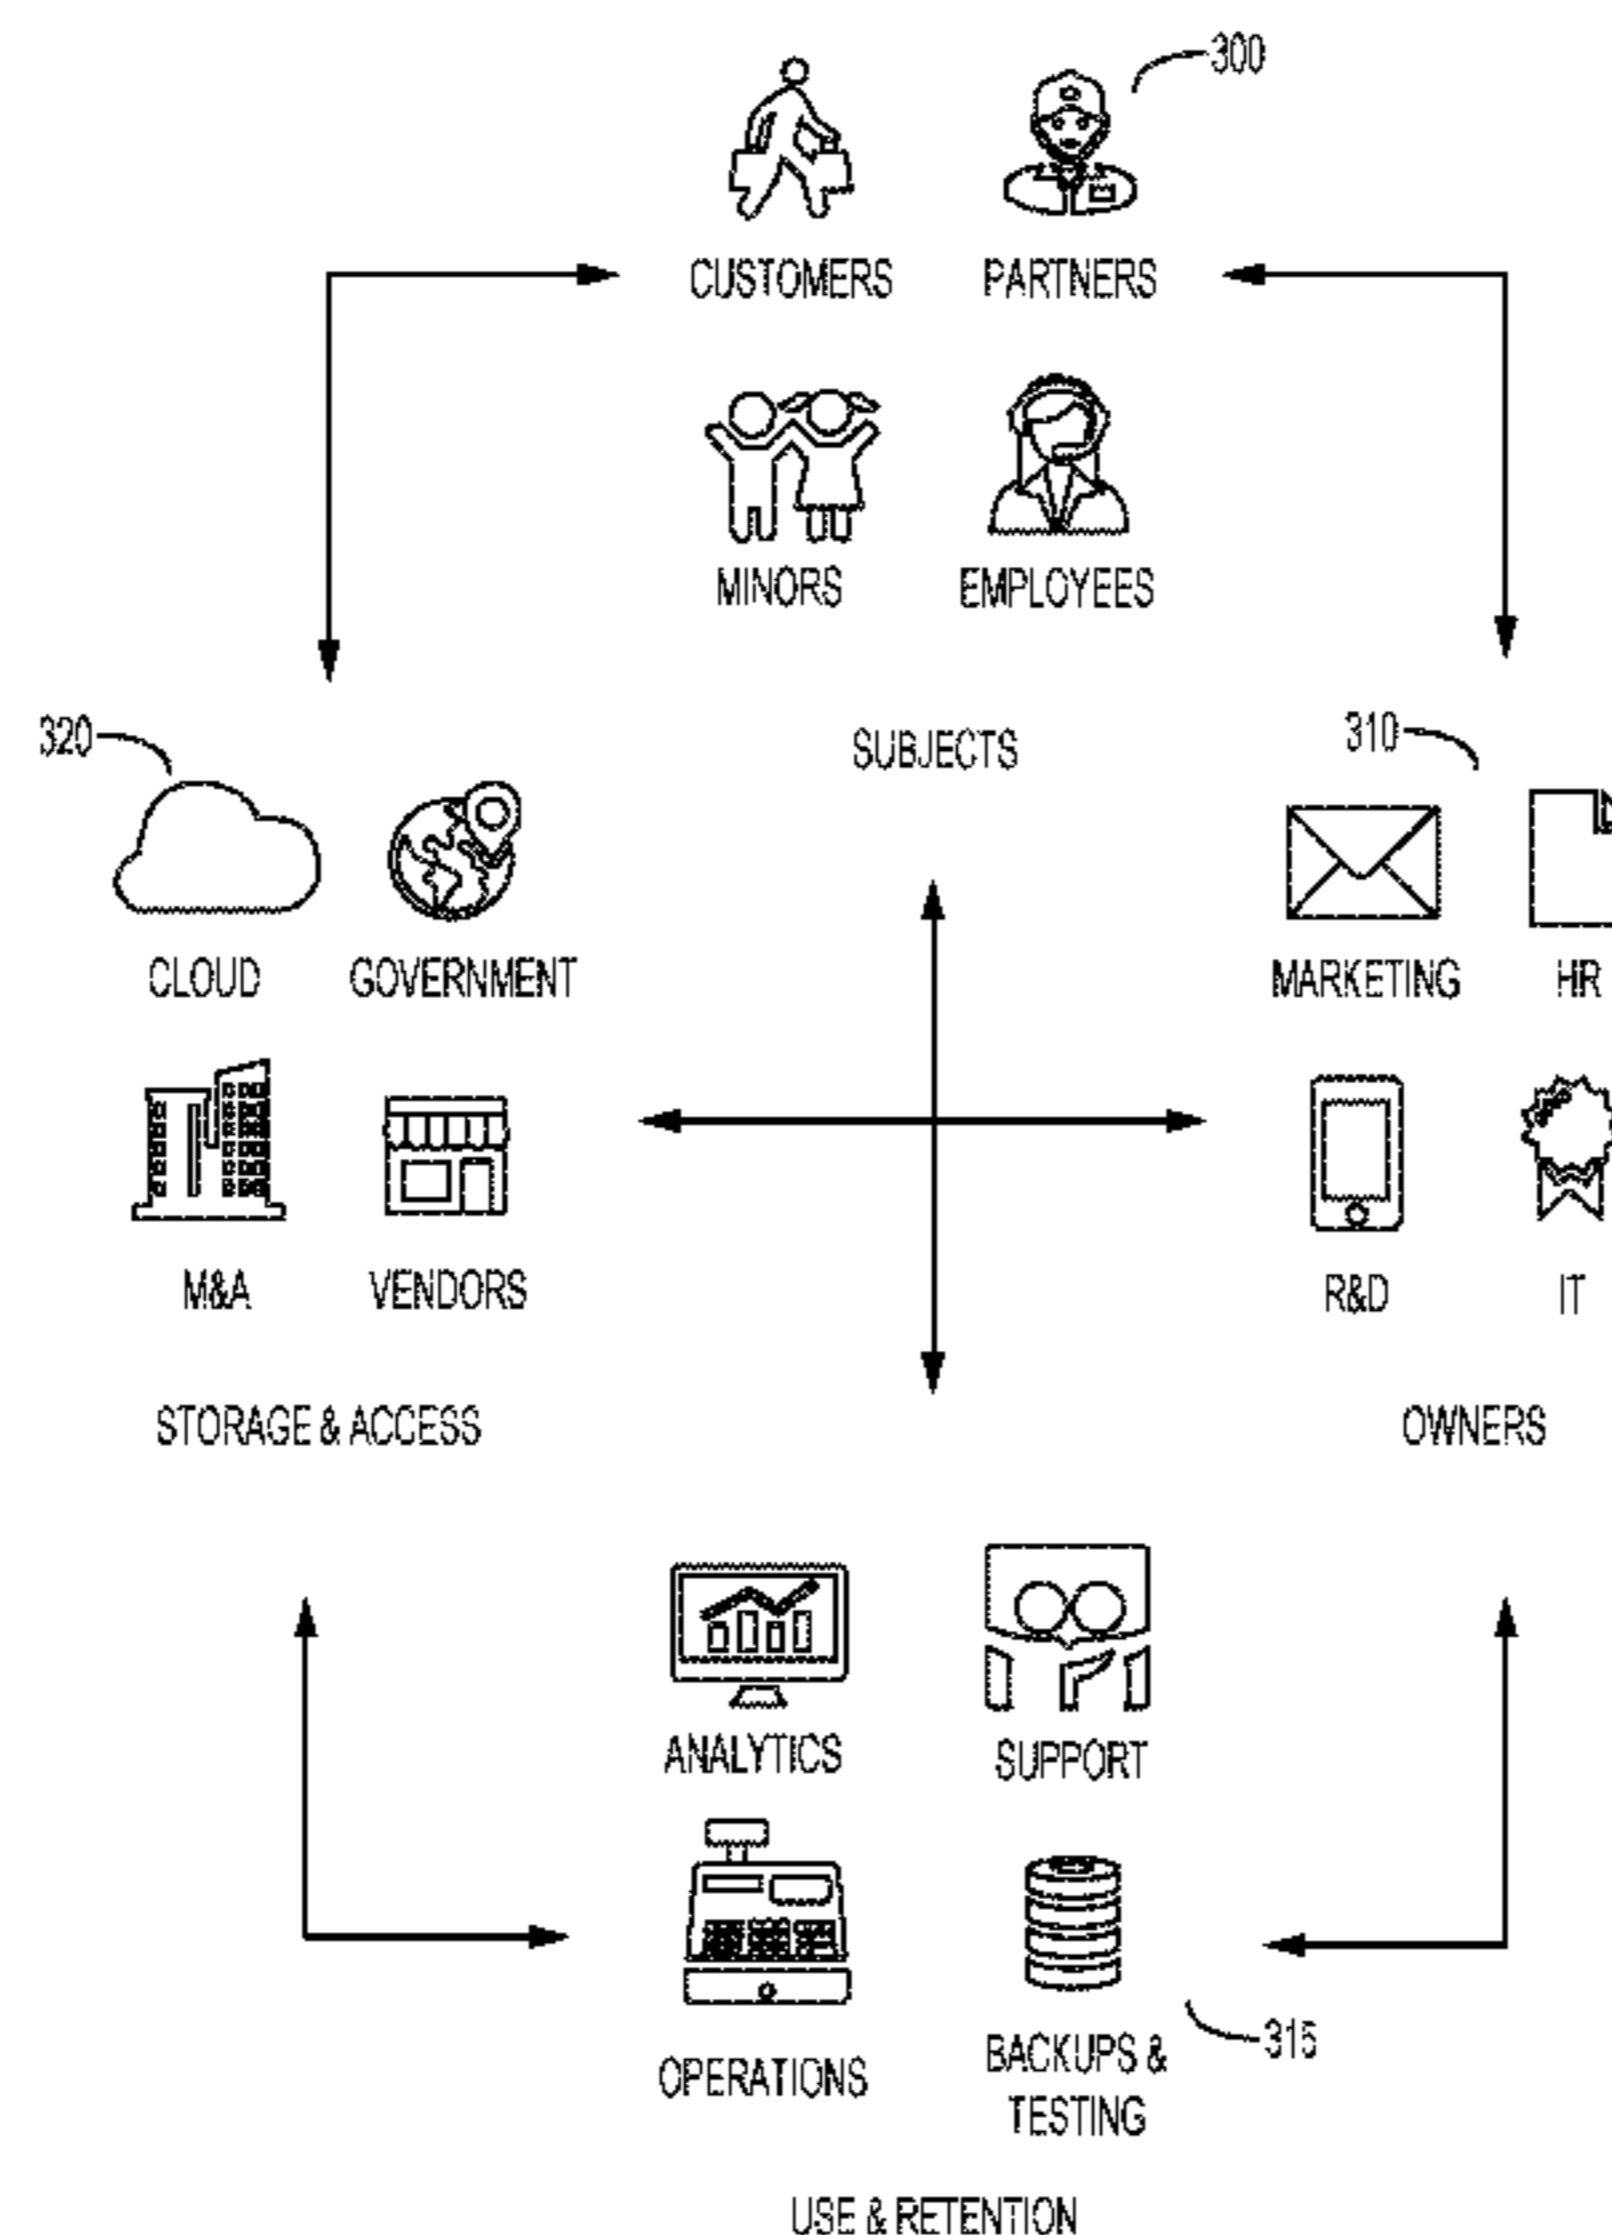 300
CUSTOMERS PARTNERS
MINORS EMPLOYEES
SUBJECTS
320
CLOUD GOVERNMENT
M&A VENDORS
STORAGE & ACCESS
310
MARKETING HR
R&D IT
OWNERS
ANALYTICS SUPPORT
OPERATIONS BACKUPS &
TESTING
315
USE & RETENTION